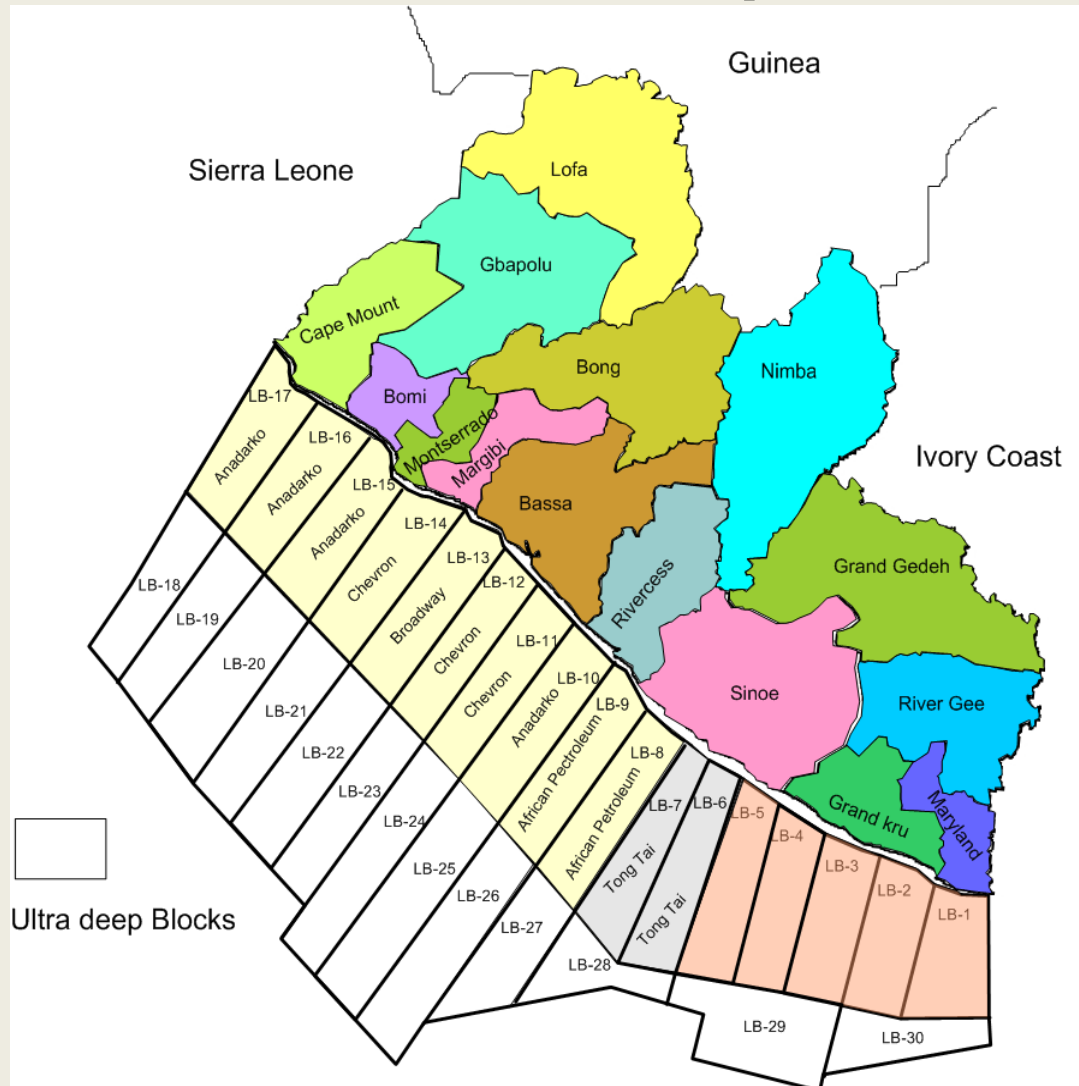 Guinea
Sierra Leone
Lofa
Gbapolu
Cape Mount
Bong
Nimba
Bomi
Montserrado
Margibi
Ivory Coast
Bassa
Grand Gedeh
Rivercess
Sinoe
River Gee
Grand kru
Maryland
LB-17
Anadarko
LB-16
Anadarko
LB-15
Anadarko
LB-14
Chevron
LB-13
Broadway
LB-12
Chevron
LB-11
Chevron
LB-10
Anadarko
LB-9
African Pectroleum
LB-8
African Petroleum
LB-7
Tong Tai
LB-6
Tong Tai
LB-5
LB-4
LB-3
LB-2
LB-1
LB-18
LB-19
LB-20
LB-21
LB-22
LB-23
LB-24
LB-25
LB-26
LB-27
LB-28
LB-29
LB-30
Ultra deep Blocks